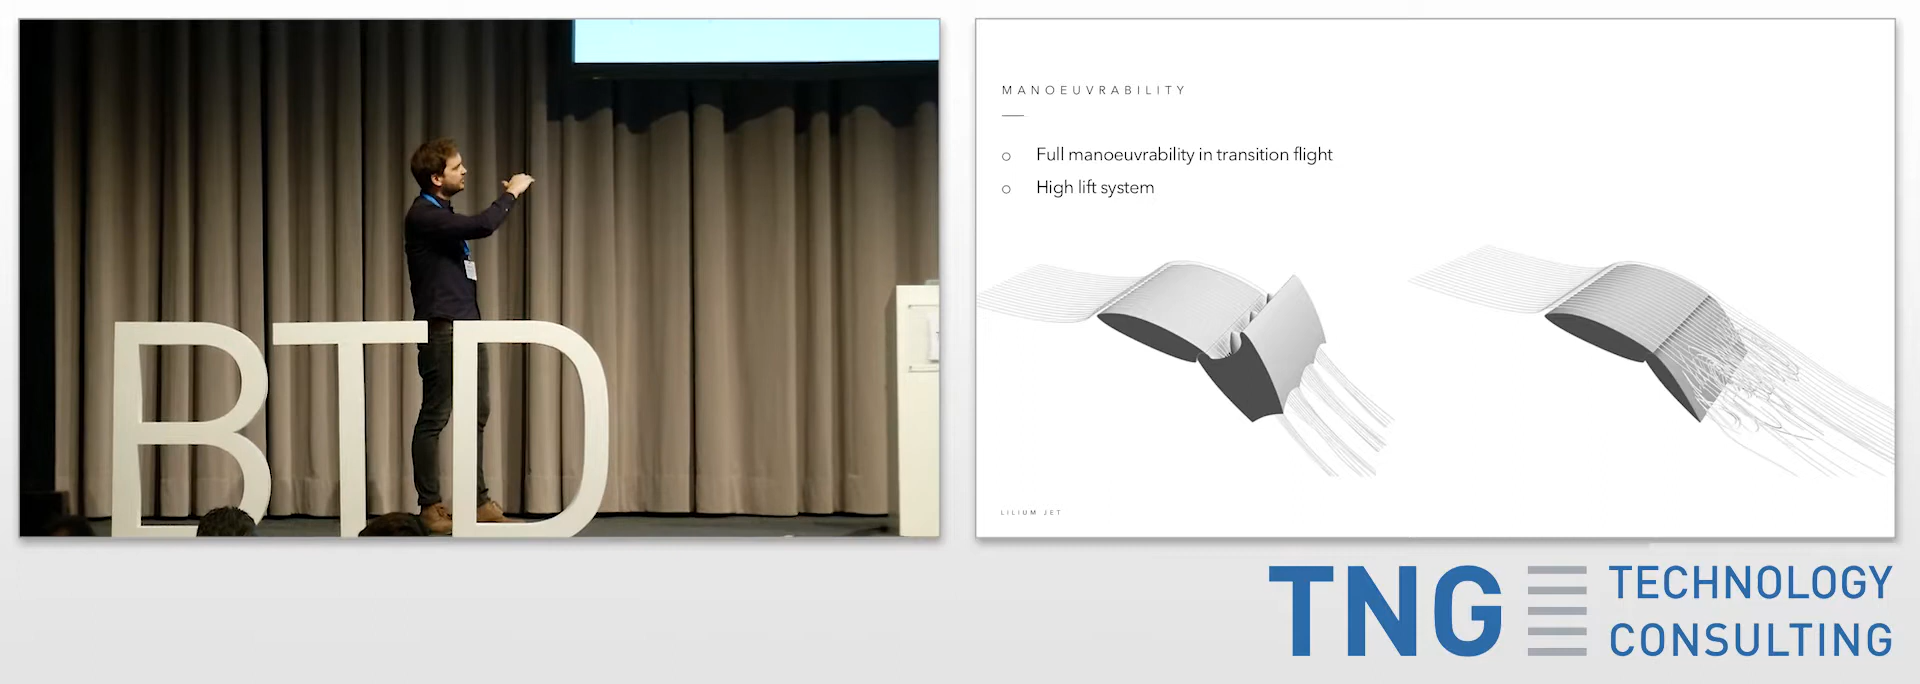 BTD
MANOEUVRABILITY
Full manoeuvrability in transition flight
High lift system
LILIUM JET
TNG TECHNOLOGY
CONSULTING